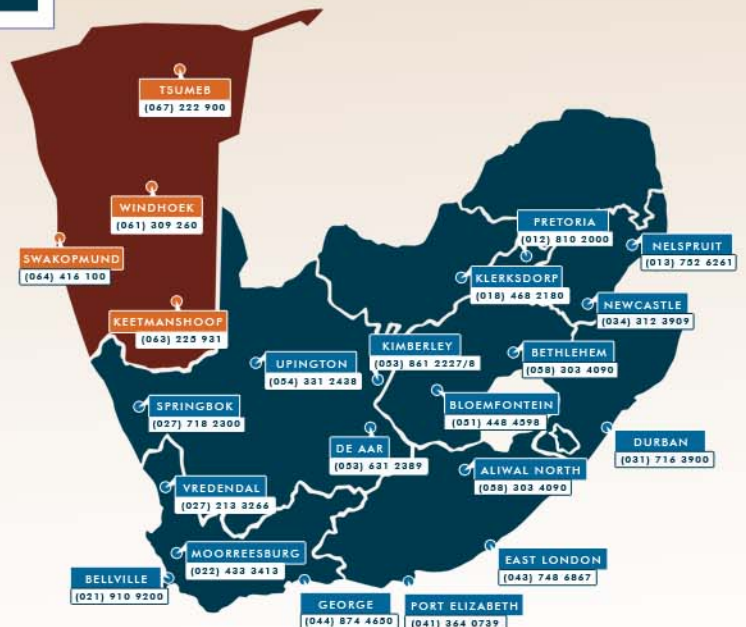 TSUMEB
(067) 222 900
WINDHOEK
(061) 309 260
SWAKOPMUND
(064) 416 100
KEETMANSHOOP
(063) 225 931
PRETORIA
(012) 810 2000
NELSPRUIT
(013) 752 6261
KLERKSDORP
(018) 468 2180
NEWCASTLE
(034) 312 3909
KIMBERLEY
(053) 861 2227/8
BETHLEHEM
(058) 303 4090
UPINGTON
(054) 331 2438
SPRINGBOK
(027) 718 2300
BLOEMFONTEIN
(051) 448 4598
DE AAR
(053) 631 2389
DURBAN
(031) 716 3900
ALIWAL NORTH
(058) 303 4090
VREDENDAL
(027) 213 3266
MOORREESBURG
(022) 433 3413
EAST LONDON
(043) 748 6867
BELLVILLE
(021) 910 9200
GEORGE
(044) 874 4650
PORT ELIZABETH
(041) 364 0739